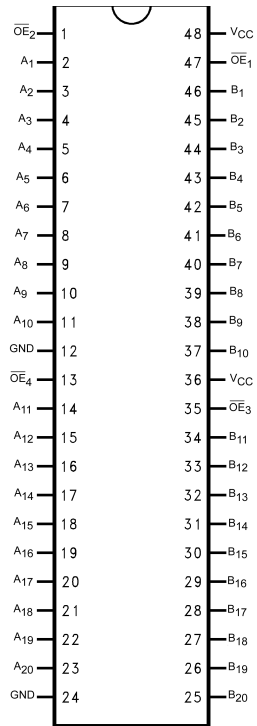 O̅E̅₂ 1 48 VCC
A₁ 2 47 O̅E̅₁
A₂ 3 46 B₁
A₃ 4 45 B₂
A₄ 5 44 B₃
A₅ 6 43 B₄
A₆ 7 42 B₅
A₇ 8 41 B₆
A₈ 9 40 B₇
A₉ 10 39 B₈
A₁₀ 11 38 B₉
GND 12 37 B₁₀
O̅E̅₄ 13 36 VCC
A₁₁ 14 35 O̅E̅₃
A₁₂ 15 34 B₁₁
A₁₃ 16 33 B₁₂
A₁₄ 17 32 B₁₃
A₁₅ 18 31 B₁₄
A₁₆ 19 30 B₁₅
A₁₇ 20 29 B₁₆
A₁₈ 21 28 B₁₇
A₁₉ 22 27 B₁₈
A₂₀ 23 26 B₁₉
GND 24 25 B₂₀